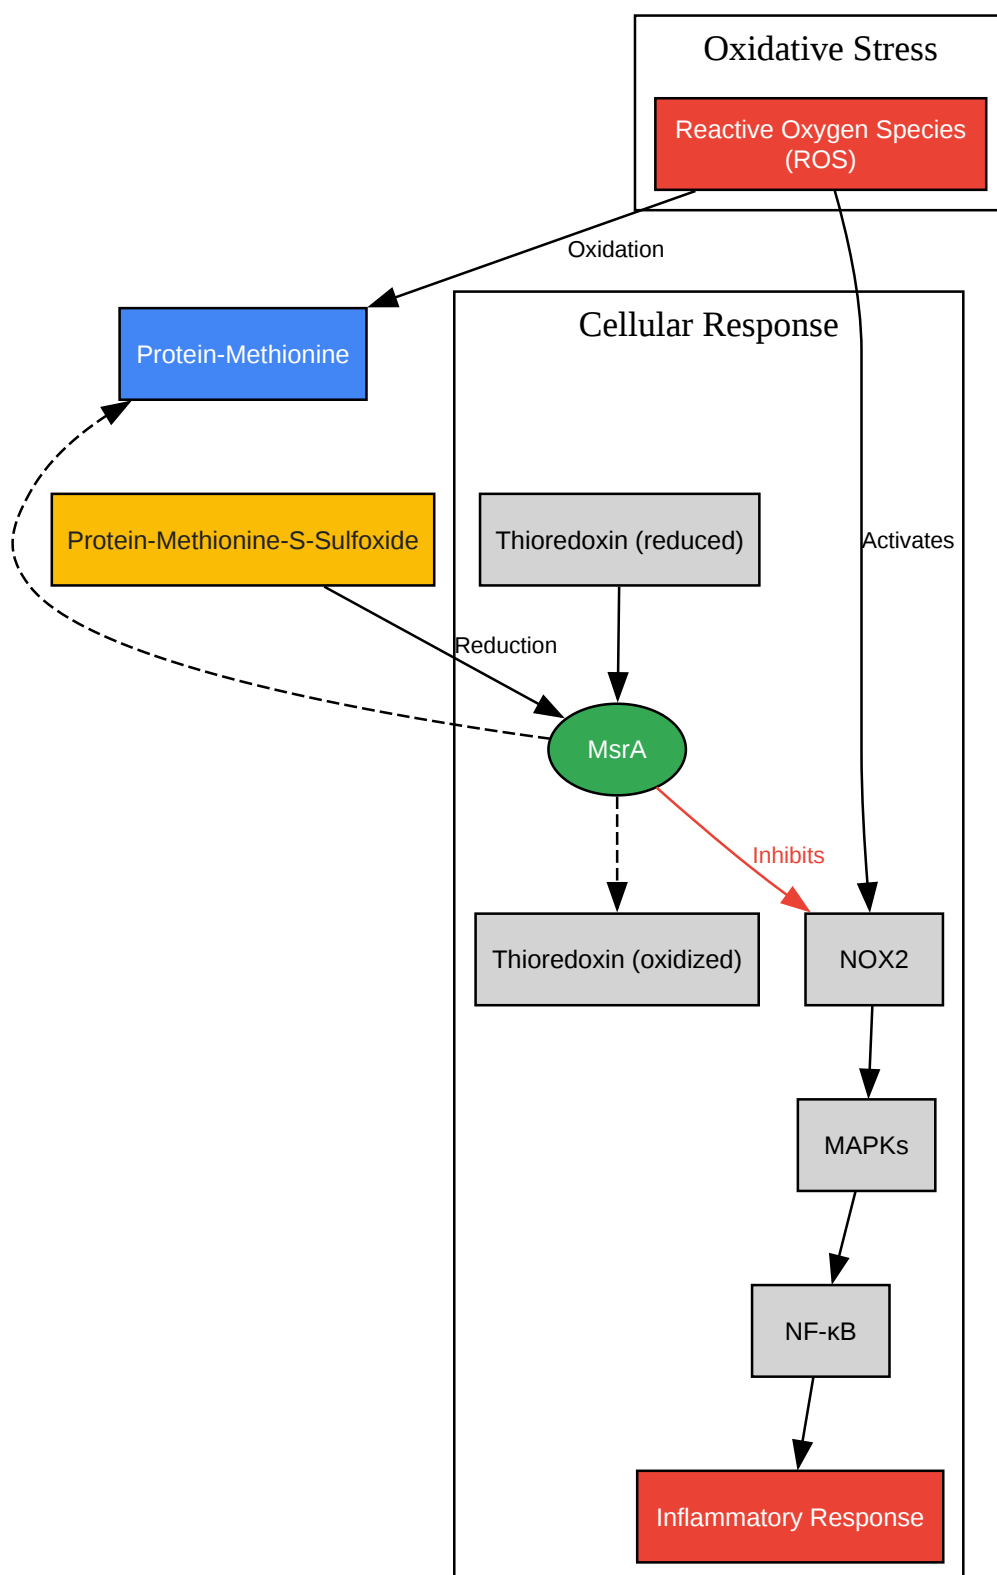 Oxidative Stress
Reactive Oxygen Species
(ROS)
Oxidation
Cellular Response
Protein-Methionine
Protein-Methionine-S-Sulfoxide
Thioredoxin (reduced)
Activates
Reduction
MsrA
Inhibits
Thioredoxin (oxidized)
NOX2
MAPKs
NF-κB
Inflammatory Response